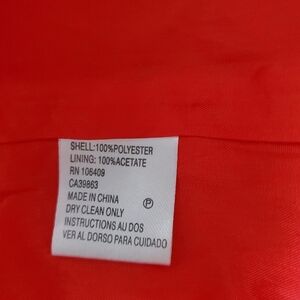 SHELL:100%POLYESTER
LINING: 100%ACETATE
RN 106409
CA39863
MADE IN CHINA
DRY CLEAN ONLY
INSTRUCTIONS AU DOS
VER AL DORSO PARA CUIDADO
P